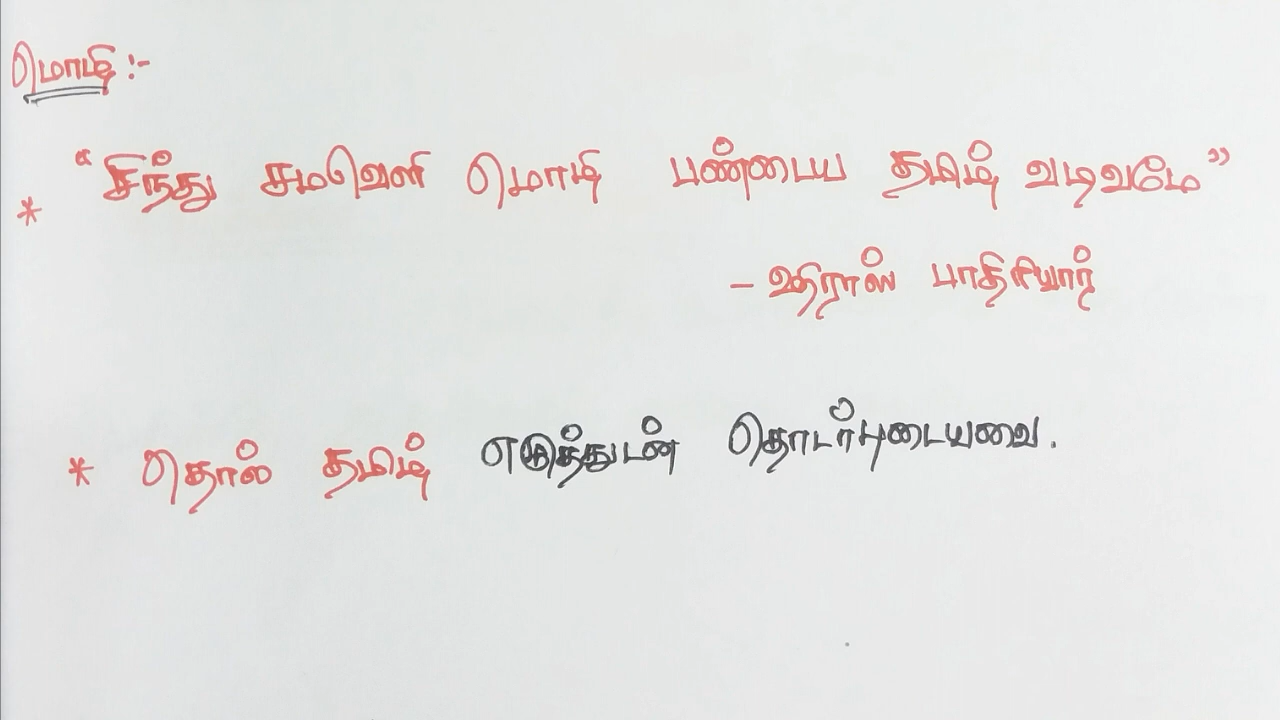 மொழி :-
* “சிந்து சமவெளி மொழி பண்டைய தமிழ் வடிவமே”
- ஹிராஸ் பாதிரியார்
* தொல் தமிழ் எழுத்துடன் தொடர்புடையவை.